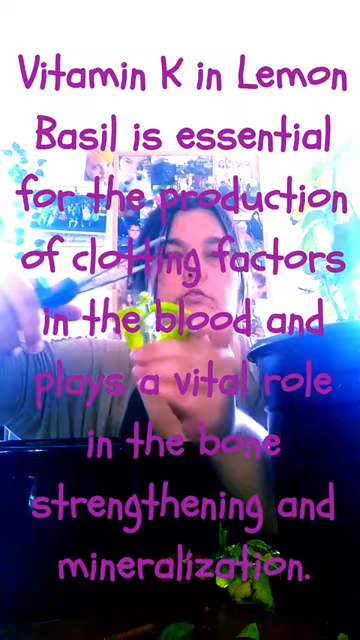 Vitamin K in Lemon
Basil is essential
for the production
of clotting factors
in the blood and
plays a vital role
in the bone
strengthening and
mineralization.